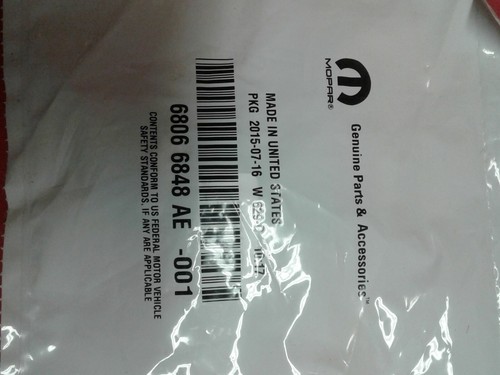 MOPAR®
Genuine Parts & Accessories™
MADE IN UNITED STATES
PKG 2015-07-16 W
6806 6848 AE -001
CONTENTS CONFORM TO US FEDERAL MOTOR VEHICLE
SAFETY STANDARDS, IF ANY ARE APPLICABLE